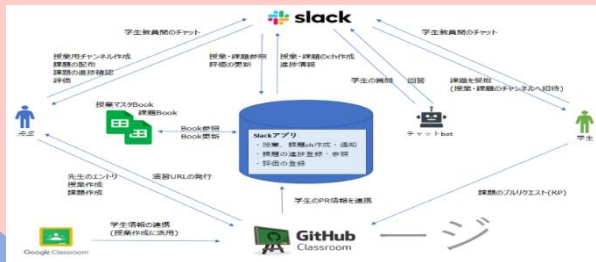 slack
学生教員間のチャット
学生教員間のチャット
授業用チャンネル作成
課題の配布
課題の進捗確認
評価
授業・課題参照
評価の更新
授業・課題のch作成
進捗情報
学生の質問
回答
課題を受取
(授業・課題のチャンネルへ招待)
授業マスタBook
課題Book
先生
Book参照
Book更新
Slackアプリ
・授業、課題ch作成・通知
・課題の進捗登録・参照
・評価の登録
チャットbot
学生
先生のエントリ
授業作成
課題作成
演習URLの発行
学生のPR情報を連携
課題のプルリクエスト(RP)
学生情報の連携
(授業作成に活用)
Google Classroom
GitHub
Classroom
ージ